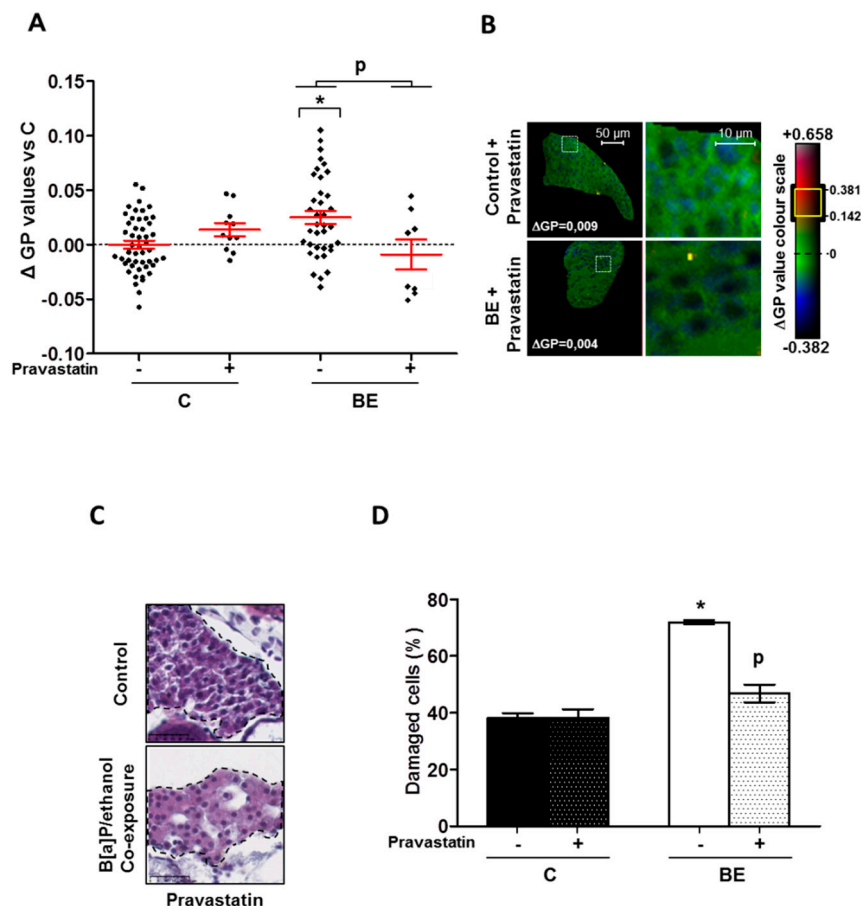 A
0.15
0.10
0.05
0.00
-0.05
-0.10
Δ GP values vs C
p
*
Pravastatin
-
+
-
+
C
BE
B
Control +
Pravastatin
50 µm
10 µm
ΔGP=0,009
BE +
Pravastatin
ΔGP=0,004
+0.658
-0.381
-0.142
-0
-0.382
ΔGP value colour scale
C
Control
B[a]P/ethanol
Co-exposure
Pravastatin
D
80
60
40
20
0
Damaged cells (%)
*
p
Pravastatin
-
+
-
+
C
BE